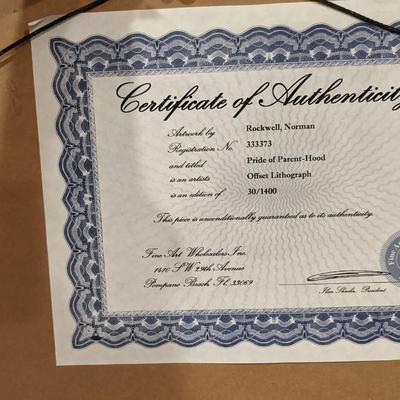 Certificate of Authenticity
Artwork by Rockwell, Norman
Registration No. 333373
and titled Pride of Parent-Hood
is an artists Offset Lithograph
is an edition of 30/1400
This piece is unconditionally guaranteed as to its authenticity.
Fine Art Wholesalers Inc.
1410 SW 29th Avenue
Pompano Beach, FL 33069
President